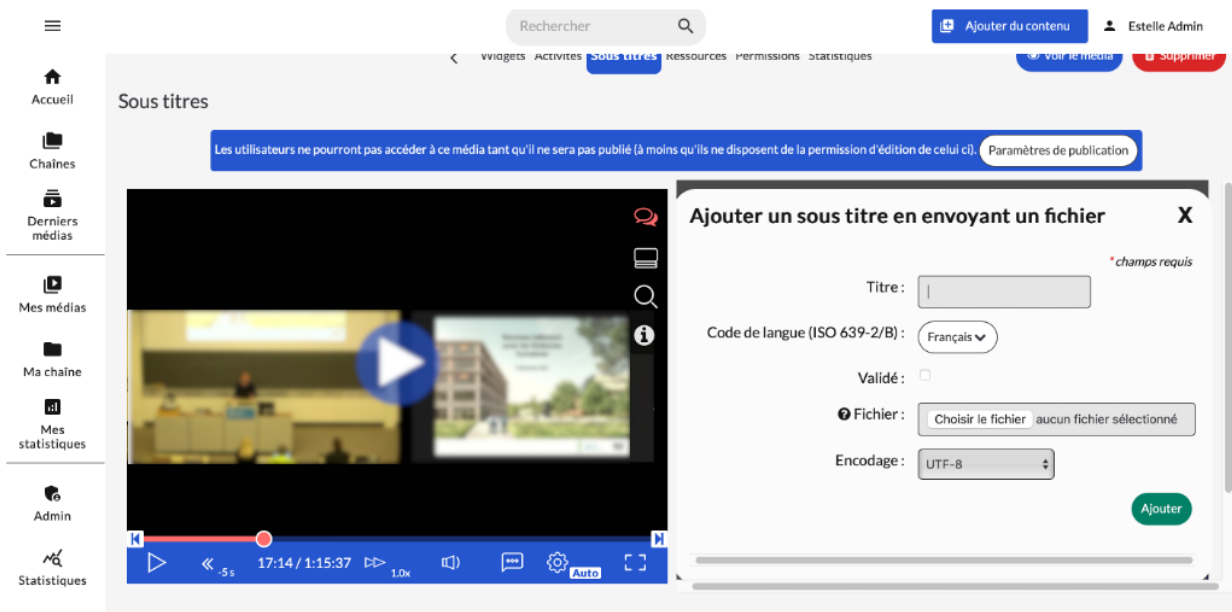 Rechercher
Ajouter du contenu
Estelle Admin
Widgets Activités Sous titres Ressources Permissions Statistiques
Voir le média
Supprimer
Accueil
Chaînes
Derniers
médias
Mes médias
Ma chaîne
Mes
statistiques
Admin
Statistiques
Sous titres
Les utilisateurs ne pourront pas accéder à ce média tant qu'il ne sera pas publié (à moins qu'ils ne disposent de la permission d'édition de celui ci). Paramètres de publication
-5 s
17:14 / 1:15:37
1.0x
Auto
Ajouter un sous titre en envoyant un fichier X
* champs requis
Titre :
Code de langue (ISO 639-2/B) : Français
Validé :
Fichier : Choisir le fichier aucun fichier sélectionné
Encodage : UTF-8
Ajouter